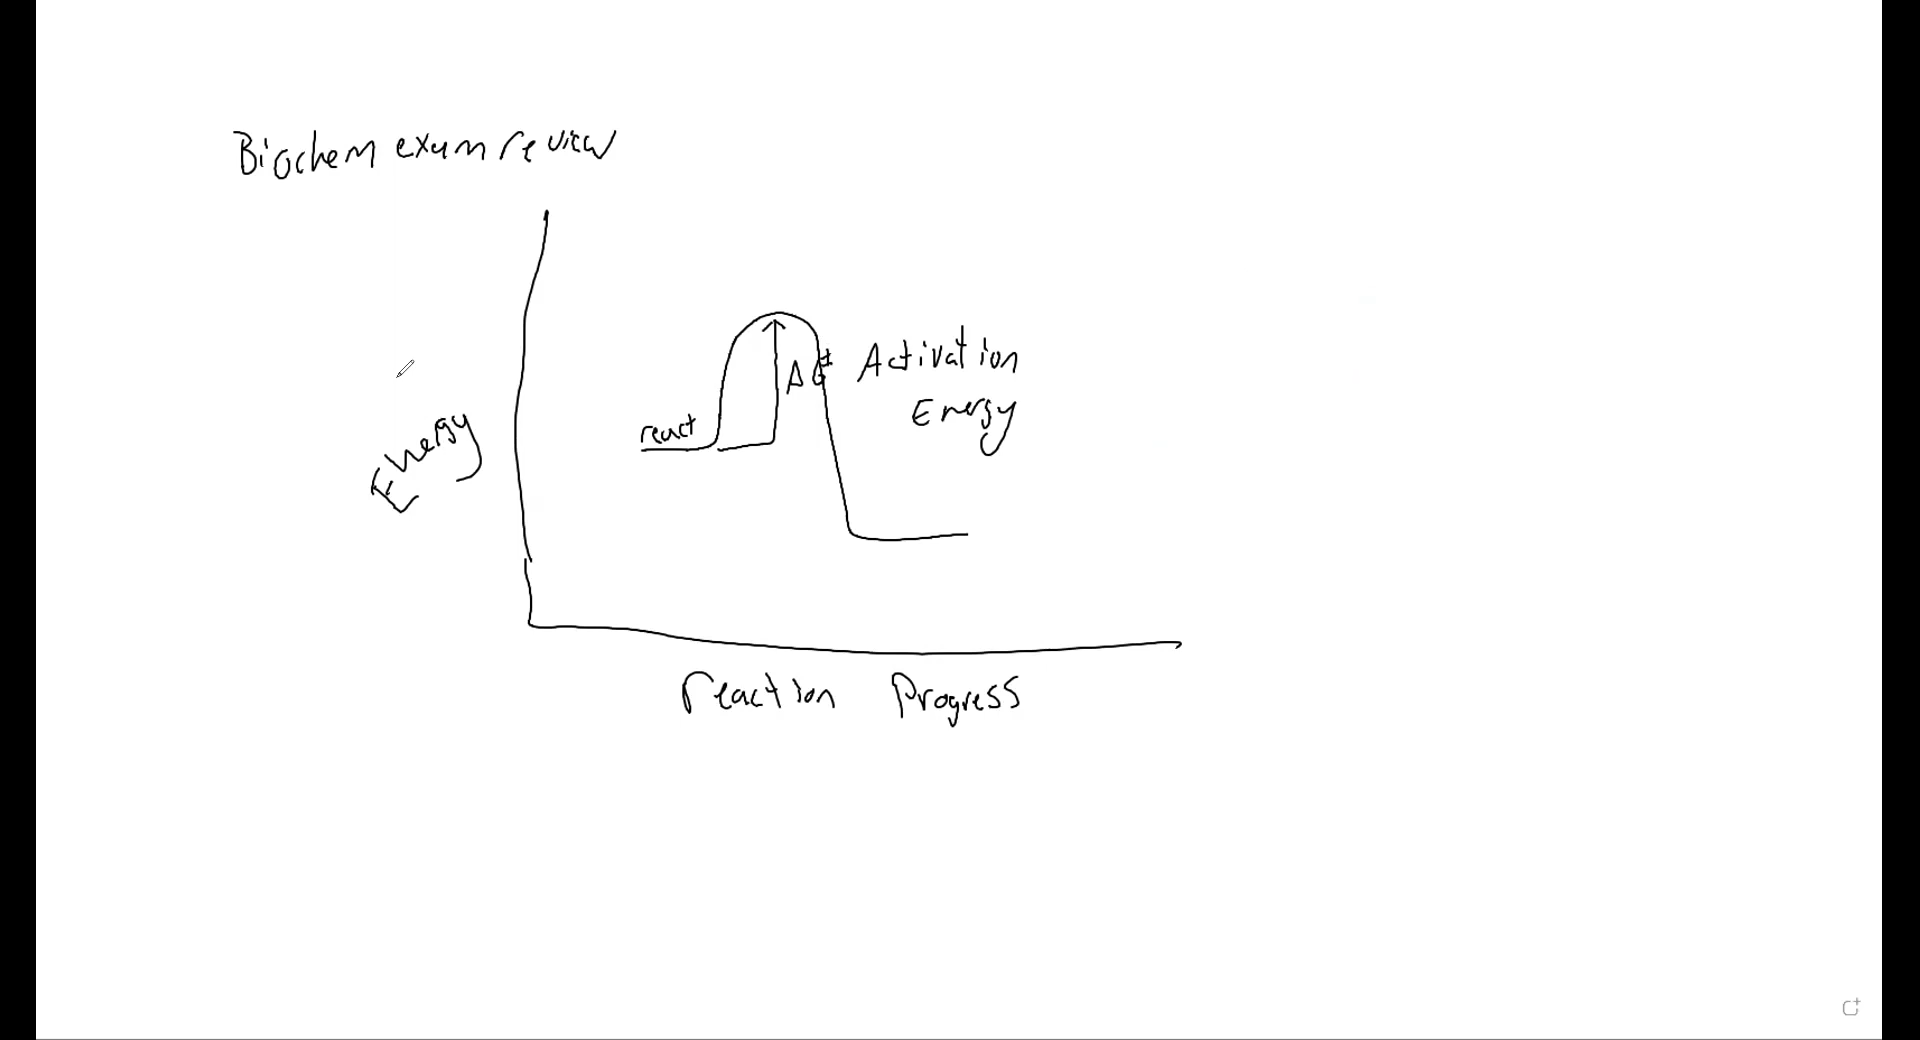 Biochem exam review
ΔG‡ Activation
Energy
react
Energy
reaction Progress